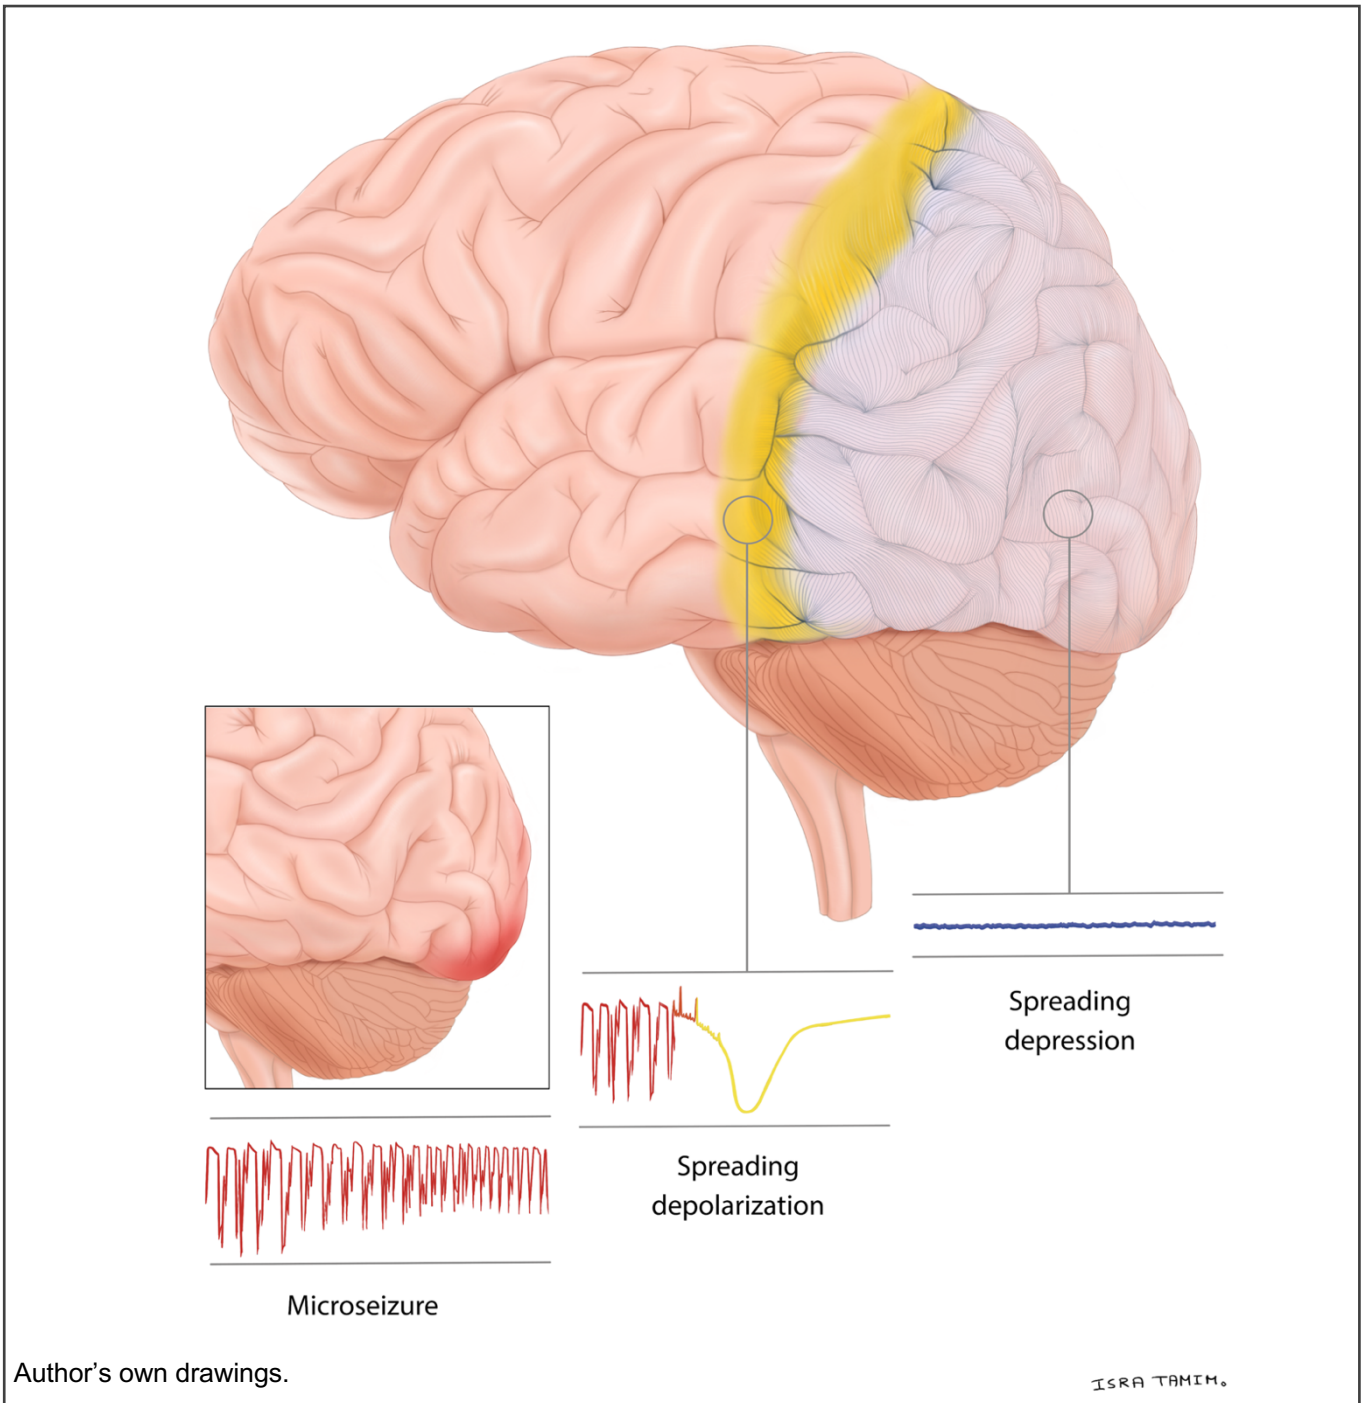 Spreading
depression
Spreading
depolarization
Microseizure
Author’s own drawings.
ISRA TAMIM.